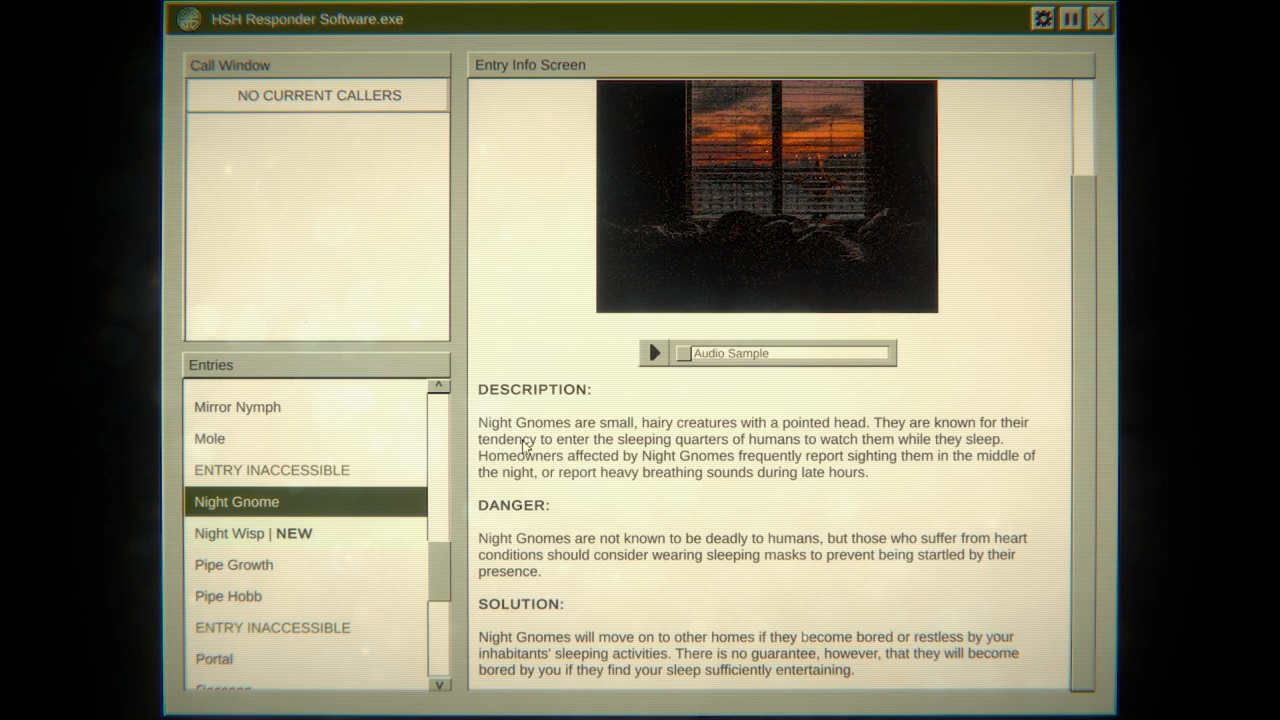 HSH Responder Software.exe
Call Window
NO CURRENT CALLERS
Entries
Mirror Nymph
Mole
ENTRY INACCESSIBLE
Night Gnome
Night Wisp | NEW
Pipe Growth
Pipe Hobb
ENTRY INACCESSIBLE
Portal
Entry Info Screen
Audio Sample
DESCRIPTION:
Night Gnomes are small, hairy creatures with a pointed head. They are known for their
tendency to enter the sleeping quarters of humans to watch them while they sleep.
Homeowners affected by Night Gnomes frequently report sighting them in the middle of
the night, or report heavy breathing sounds during late hours.
DANGER:
Night Gnomes are not known to be deadly to humans, but those who suffer from heart
conditions should consider wearing sleeping masks to prevent being startled by their
presence.
SOLUTION:
Night Gnomes will move on to other homes if they become bored or restless by your
inhabitants' sleeping activities. There is no guarantee, however, that they will become
bored by you if they find your sleep sufficiently entertaining.